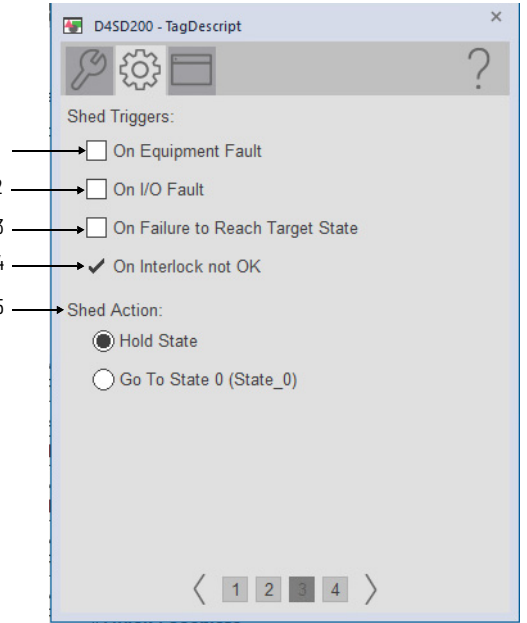 D4SD200 - TagDescript
×
?
Shed Triggers:
On Equipment Fault
2 On I/O Fault
3 On Failure to Reach Target State
4 On Interlock not OK
5 Shed Action:
Hold State
Go To State 0 (State_0)
1 2 3 4